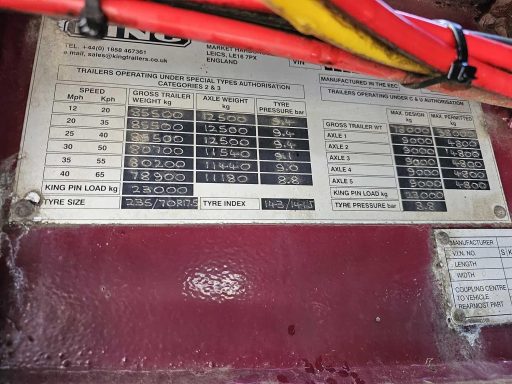 KING
TEL. +44(0) 1858 467361
e.mail. sales@kingtrailers.co.uk
MARKET HARBOROUGH
LEICS, LE16 7PX
ENGLAND
VIN
MANUFACTURED IN THE EEC
TRAILERS OPERATING UNDER SPECIAL TYPES AUTHORISATION
CATEGORIES 2 & 3
SPEED GROSS TRAILER AXLE WEIGHT TYRE
Mph Kph WEIGHT kg kg PRESSURE bar
12 20 85500 12500 9.4
20 35 85500 12500 9.4
25 40 85500 12500 9.4
30 50 80700 11540 9.1
35 55 80200 11440 9.0
40 65 78900 11180 8.8
KING PIN LOAD kg 23000
TYRE SIZE 235/70R17.5 TYRE INDEX 143/141J
TRAILERS OPERATING UNDER C & U AUTHORISATION
MAX. DESIGN MAX. PERMITTED
kg kg
GROSS TRAILER WT
AXLE 1 9000 4800
AXLE 2 9000 4800
AXLE 3 9000 4800
AXLE 4 9000 4800
AXLE 5 9000 4800
KING PIN LOAD kg 23000
TYRE PRESSURE bar 8.8
MANUFACTURER
V.I.N. NO. S
LENGTH
WIDTH
COUPLING CENTRE
TO VEHICLE
REARMOST PART